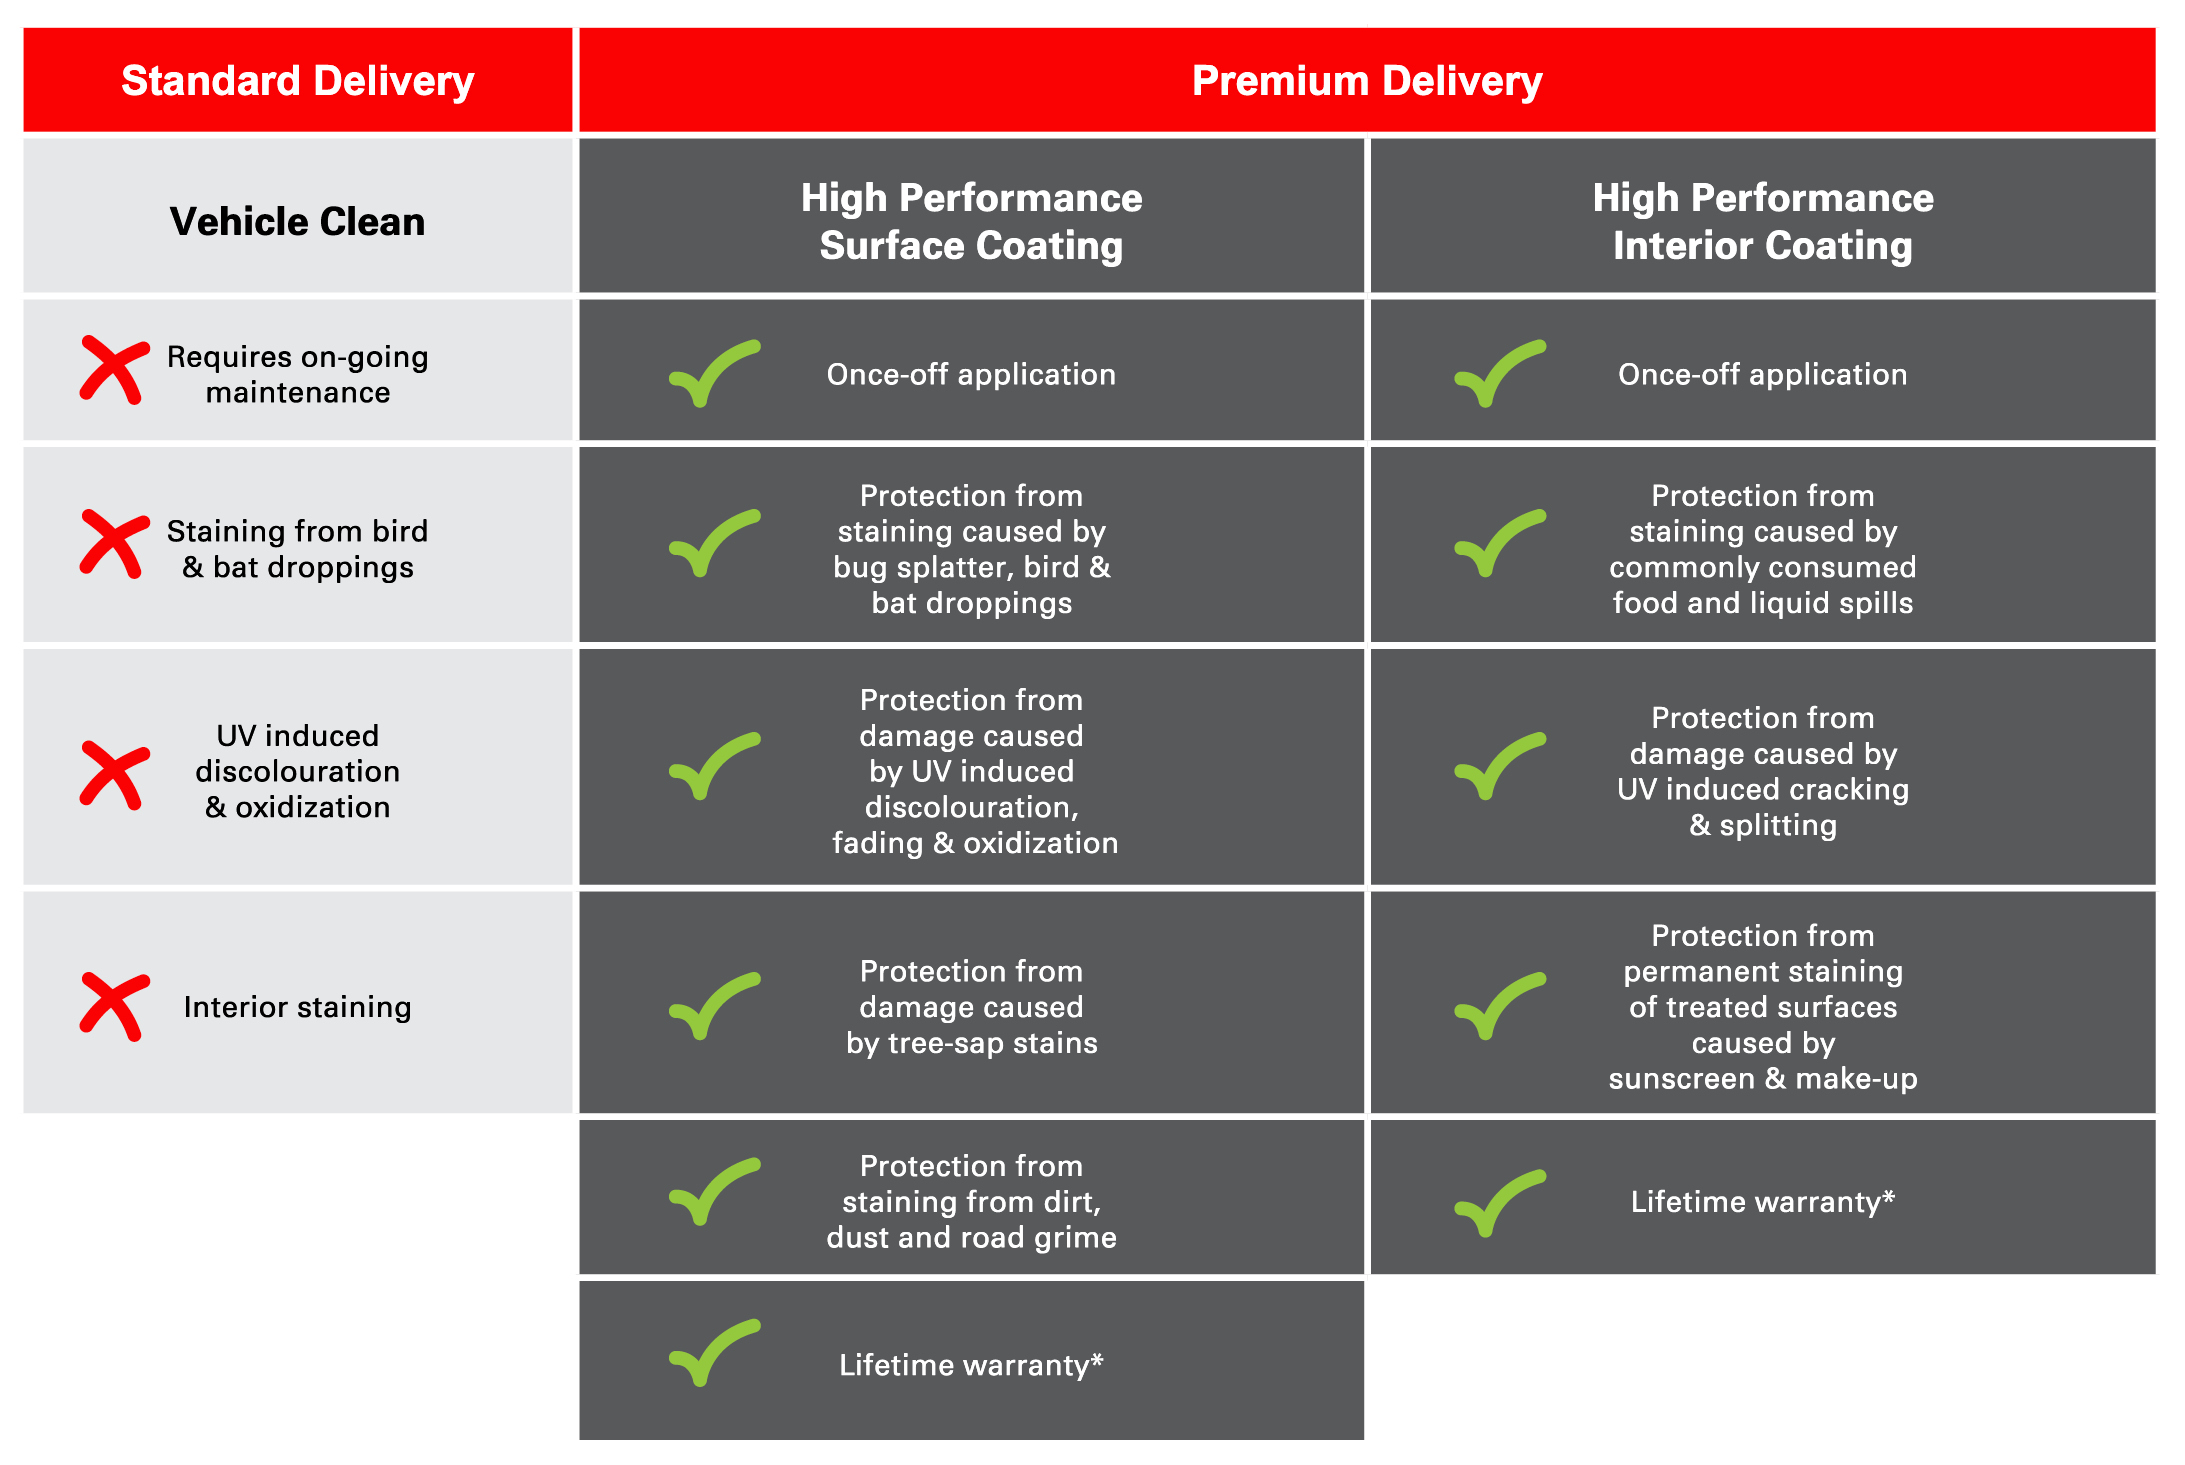 Standard Delivery
Premium Delivery
Vehicle Clean
High Performance
Surface Coating
High Performance
Interior Coating
Requires on-going
maintenance
Once-off application
Once-off application
Staining from bird
& bat droppings
Protection from
staining caused by
bug splatter, bird &
bat droppings
Protection from
staining caused by
commonly consumed
food and liquid spills
UV induced
discolouration
& oxidization
Protection from
damage caused
by UV induced
discolouration,
fading & oxidization
Protection from
damage caused by
UV induced cracking
& splitting
Interior staining
Protection from
damage caused
by tree-sap stains
Protection from
permanent staining
of treated surfaces
caused by
sunscreen & make-up
Protection from
staining from dirt,
dust and road grime
Lifetime warranty*
Lifetime warranty*